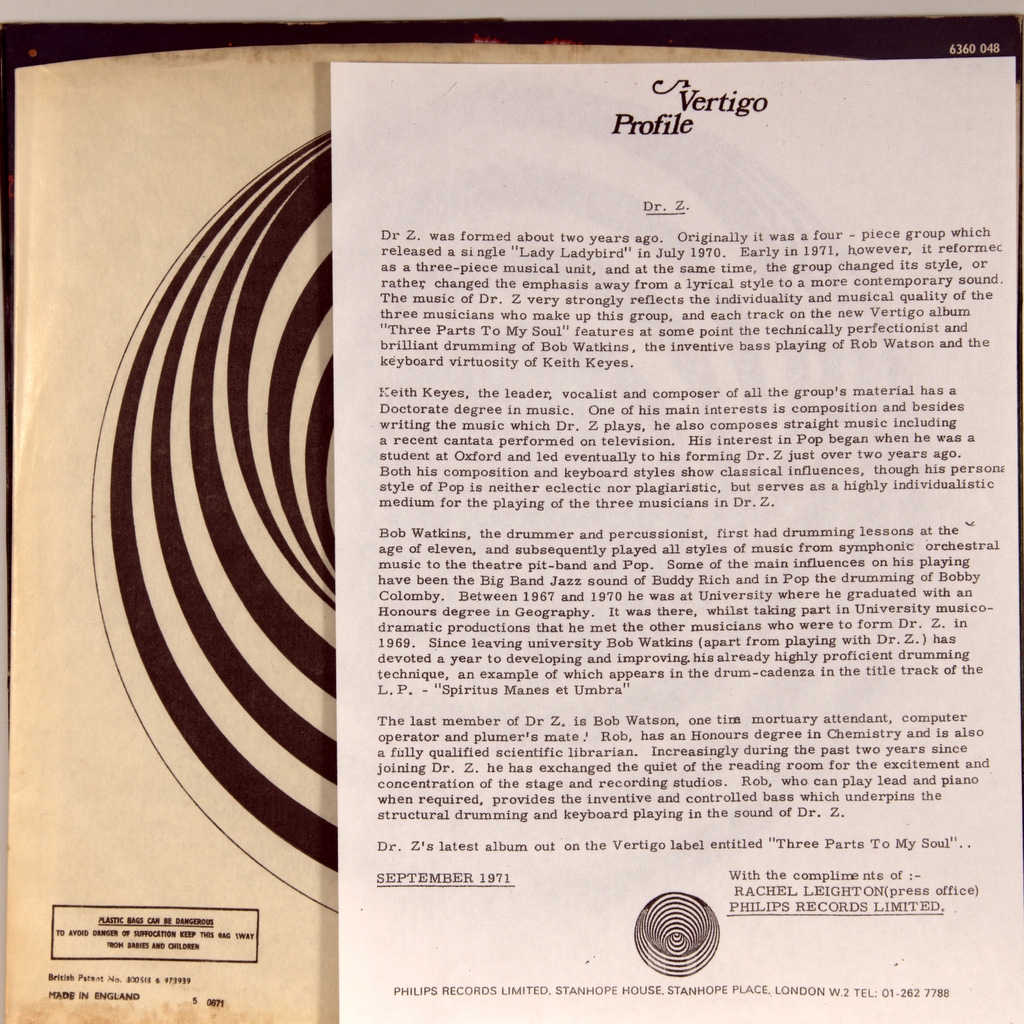 6360 048
Vertigo
Profile
Dr. Z.
Dr Z. was formed about two years ago. Originally it was a four - piece group which
released a single "Lady Ladybird" in July 1970. Early in 1971, however, it reformed
as a three-piece musical unit, and at the same time, the group changed its style, or
rather, changed the emphasis away from a lyrical style to a more contemporary sound.
The music of Dr. Z very strongly reflects the individuality and musical quality of the
three musicians who make up this group, and each track on the new Vertigo album
"Three Parts To My Soul" features at some point the technically perfectionist and
brilliant drumming of Bob Watkins, the inventive bass playing of Rob Watson and the
keyboard virtuosity of Keith Keyes.
Keith Keyes, the leader, vocalist and composer of all the group's material has a
Doctorate degree in music. One of his main interests is composition and besides
writing the music which Dr. Z plays, he also composes straight music including
a recent cantata performed on television. His interest in Pop began when he was a
student at Oxford and led eventually to his forming Dr. Z just over two years ago.
Both his composition and keyboard styles show classical influences, though his persona
style of Pop is neither eclectic nor plagiaristic, but serves as a highly individualistic
medium for the playing of the three musicians in Dr. Z.
Bob Watkins, the drummer and percussionist, first had drumming lessons at the
age of eleven, and subsequently played all styles of music from symphonic orchestral
music to the theatre pit-band and Pop. Some of the main influences on his playing
have been the Big Band Jazz sound of Buddy Rich and in Pop the drumming of Bobby
Colomby. Between 1967 and 1970 he was at University where he graduated with an
Honours degree in Geography. It was there, whilst taking part in University musico-
dramatic productions that he met the other musicians who were to form Dr. Z. in
1969. Since leaving university Bob Watkins (apart from playing with Dr. Z.) has
devoted a year to developing and improving his already highly proficient drumming
technique, an example of which appears in the drum-cadenza in the title track of the
L.P. - "Spiritus Manes et Umbra"
The last member of Dr Z. is Bob Watson, one tim mortuary attendant, computer
operator and plumer's mate.! Rob, has an Honours degree in Chemistry and is also
a fully qualified scientific librarian. Increasingly during the past two years since
joining Dr. Z. he has exchanged the quiet of the reading room for the excitement and
concentration of the stage and recording studios. Rob, who can play lead and piano
when required, provides the inventive and controlled bass which underpins the
structural drumming and keyboard playing in the sound of Dr. Z.
Dr. Z's latest album out on the Vertigo label entitled "Three Parts To My Soul"..
SEPTEMBER 1971
With the compliments of :-
RACHEL LEIGHTON(press office)
PHILIPS RECORDS LIMITED.
PHILIPS RECORDS LIMITED, STANHOPE HOUSE, STANHOPE PLACE, LONDON W.2 TEL: 01-262 7788
PLASTIC BAGS CAN BE DANGEROUS
TO AVOID DANGER OF SUFFOCATION KEEP THIS BAG AWAY
FROM BABIES AND CHILDREN
British Patent No.
MADE IN ENGLAND
5 0871